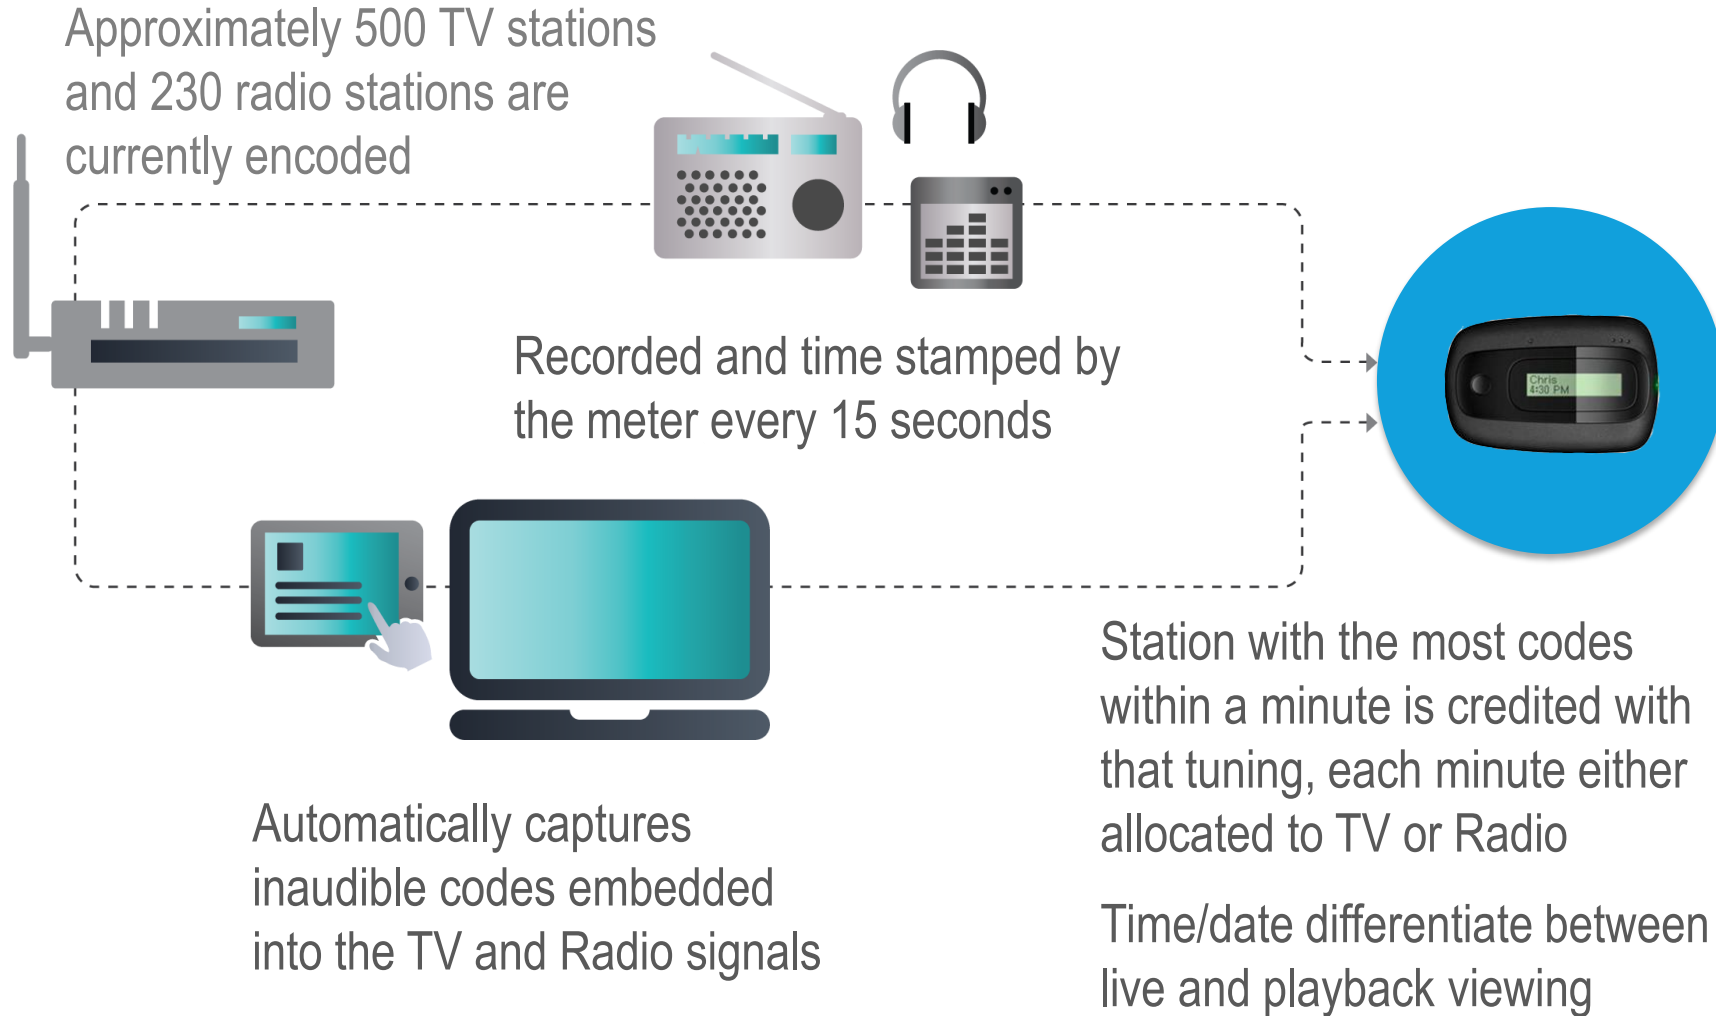 Approximately 500 TV stations
and 230 radio stations are
currently encoded
Recorded and time stamped by
the meter every 15 seconds
Chris
4:30 PM
Automatically captures
inaudible codes embedded
into the TV and Radio signals
Station with the most codes
within a minute is credited with
that tuning, each minute either
allocated to TV or Radio
Time/date differentiate between
live and playback viewing